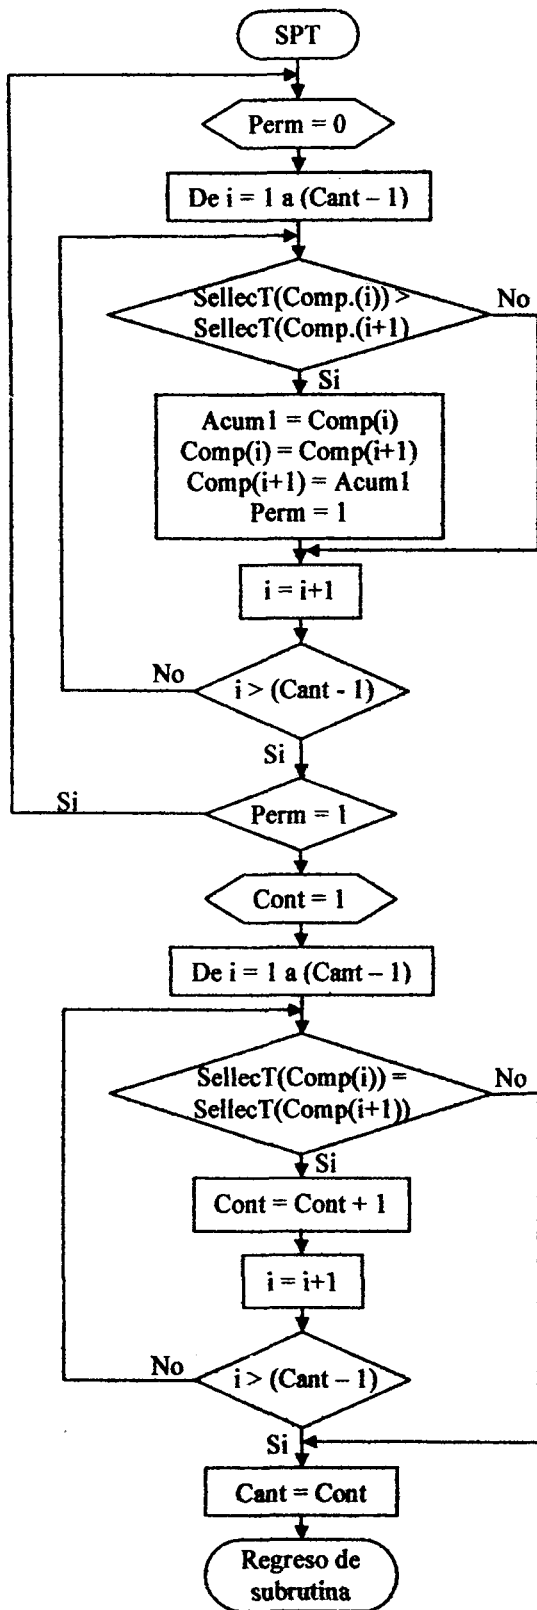 SPT
Perm = 0
De i = 1 a (Cant – 1)
SellecT(Comp.(i)) >
SellecT(Comp.(i+1)
No
Si
Acum1 = Comp(i)
Comp(i) = Comp(i+1)
Comp(i+1) = Acum1
Perm = 1
i = i+1
No
i > (Cant - 1)
Si
Si
Perm = 1
Cont = 1
De i = 1 a (Cant – 1)
SellecT(Comp(i)) =
SellecT(Comp(i+1))
No
Si
Cont = Cont + 1
i = i+1
No
i > (Cant – 1)
Si
Cant = Cont
Regreso de
subrutina